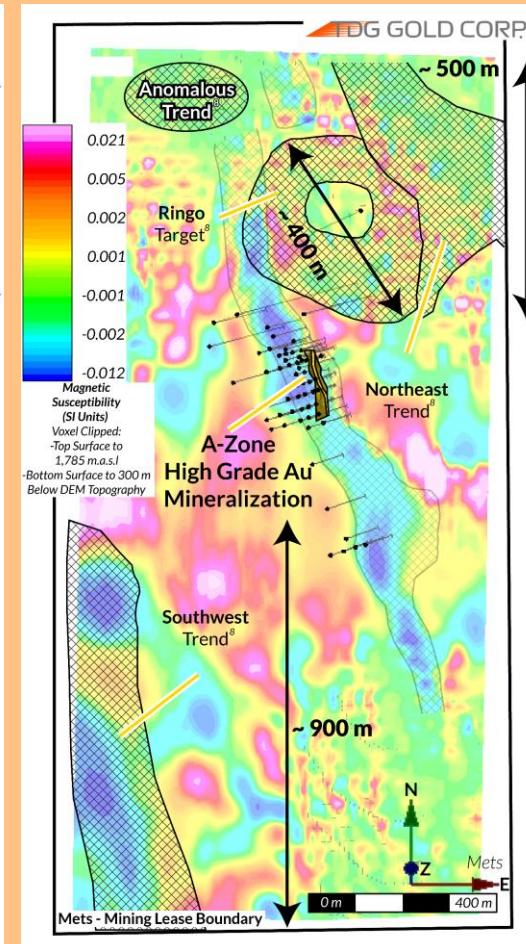 TDG GOLD CORP.
~ 500 m
Anomalous
Trend8
0.021
0.005
0.002
0.001
-0.001
-0.002
-0.012
Magnetic
Susceptibility
(SI Units)
Voxel Clipped:
-Top Surface to
1,785 m.a.s.l
-Bottom Surface to 300 m
Below DEM Topography
Ringo
Target8
~ 400 m
Northeast
Trend8
A-Zone
High Grade Au
Mineralization
Southwest
Trend8
~ 900 m
N
Z
Mets
E
0 m
400 m
Mets - Mining Lease Boundary